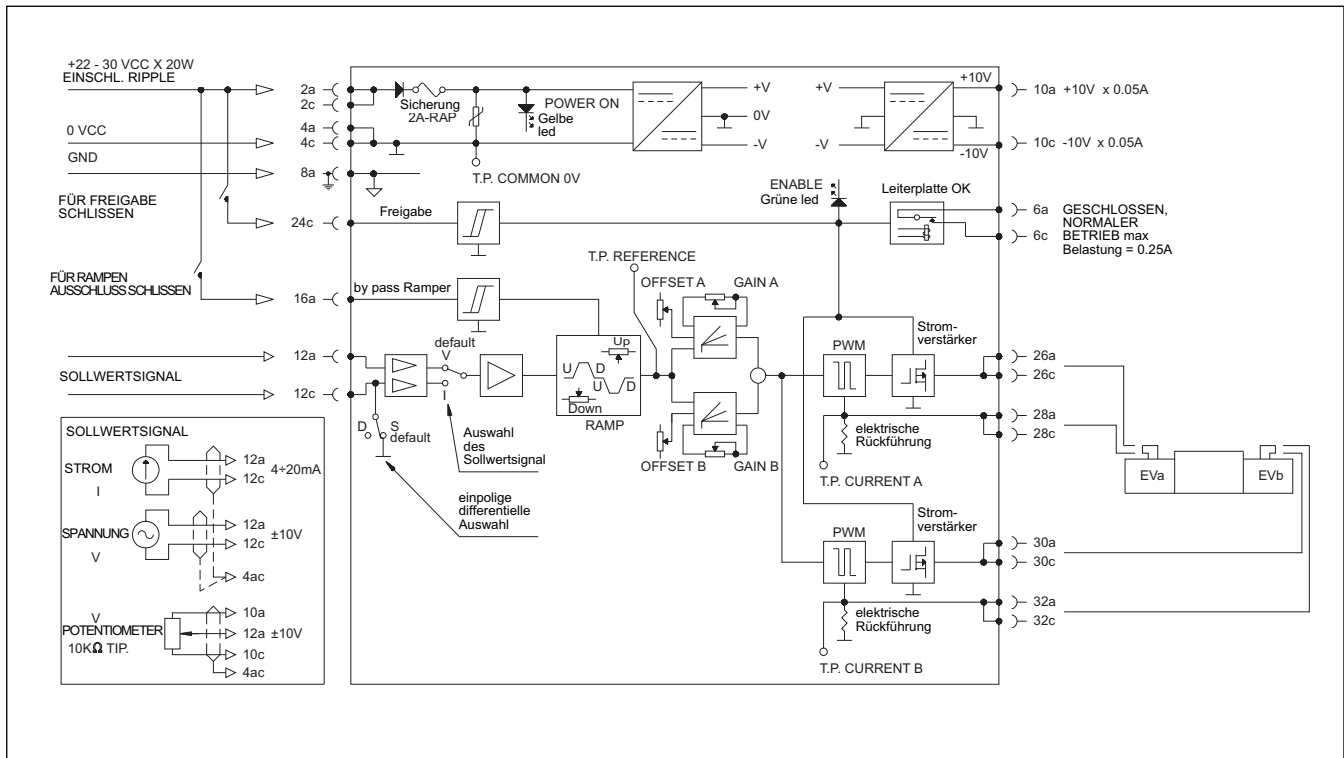 +22 - 30 VCC X 20W
EINSCHL. RIPPLE
0 VCC
GND
FÜR FREIGABE
SCHLISSEN
FÜR RAMPEN
AUSSCHLUSS SCHLISSEN
SOLLWERTSIGNAL
2a
2c
4a
4c
8a
24c
16a
12a
12c
Sicherung
2A-RAP
POWER ON
Gelbe
led
T.P. COMMON 0V
+V
0V
-V
+V
-V
+10V
-10V
10a +10V x 0.05A
10c -10V x 0.05A
Freigabe
ENABLE
Grüne led
Leiterplatte OK
6a GESCHLOSSEN,
NORMALER
6c BETRIEB max
Belastung = 0.25A
by pass Ramper
T.P. REFERENCE
OFFSET A
GAIN A
default
V
I
Up
U D
U D
Down
RAMP
D
S
default
Auswahl
des
Sollwertsignal
einpolige
differentielle
Auswahl
OFFSET B
GAIN B
PWM
Strom-
verstärker
26a
26c
28a
28c
elektrische
Rückführung
T.P. CURRENT A
EVa
EVb
PWM
Strom-
verstärker
30a
30c
32a
32c
elektrische
Rückführung
T.P. CURRENT B
SOLLWERTSIGNAL
STROM
I
12a
12c
4÷20mA
SPANNUNG
V
12a
12c
±10V
4ac
V
POTENTIOMETER
10KΩ TIP.
10a
12a ±10V
10c
4ac